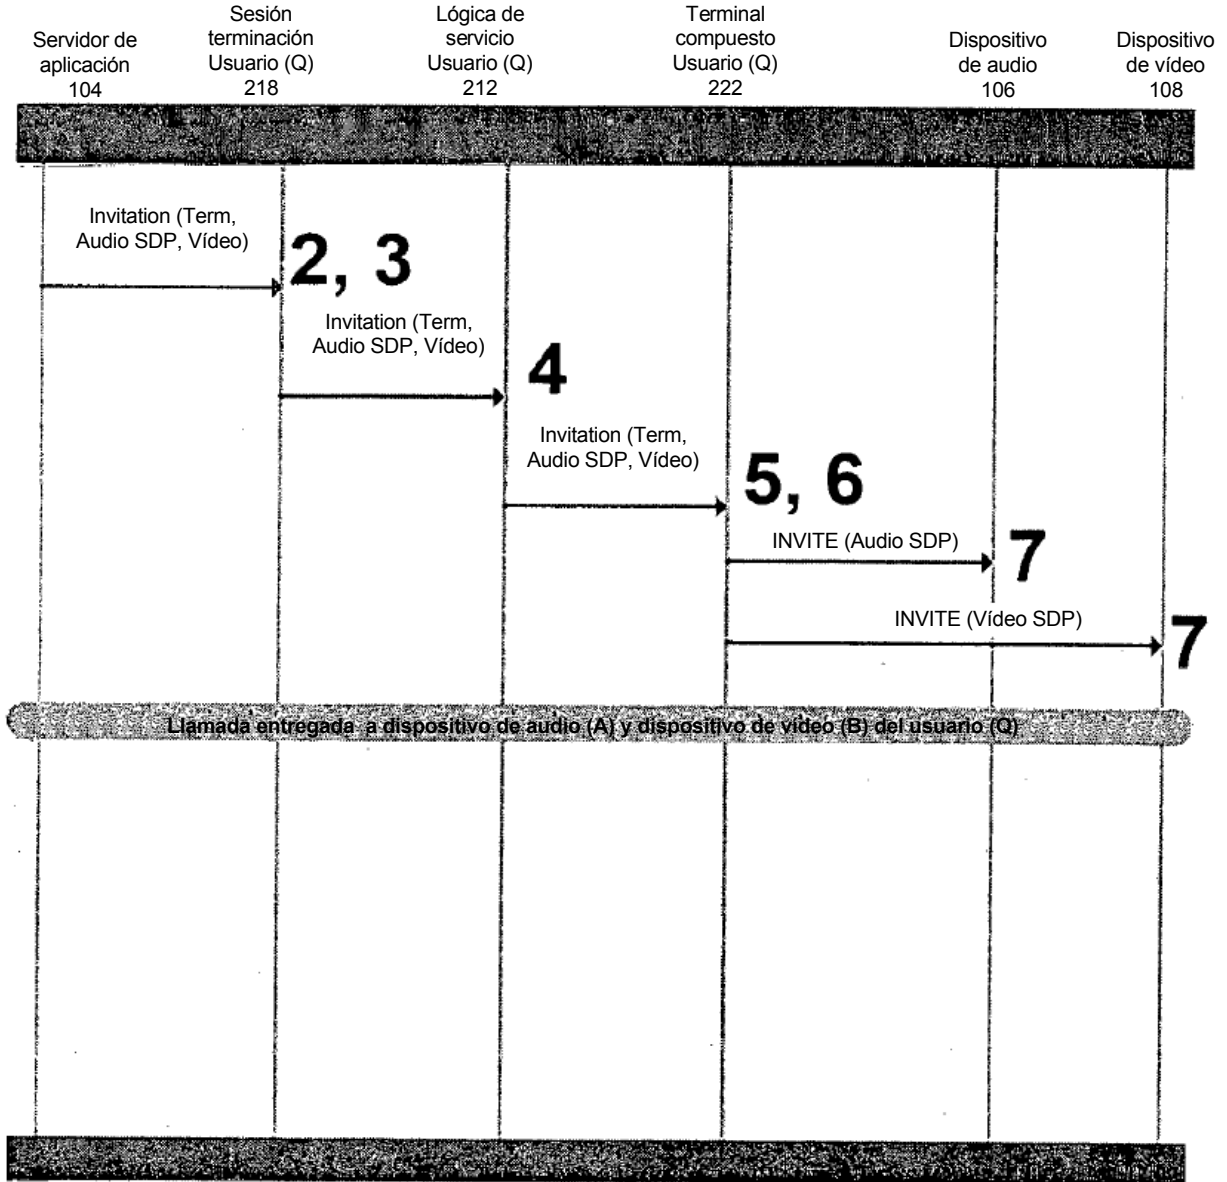 Servidor de
aplicación
104
Sesión
terminación
Usuario (Q)
218
Lógica de
servicio
Usuario (Q)
212
Terminal
compuesto
Usuario (Q)
222
Dispositivo
de audio
106
Dispositivo
de vídeo
108
Invitation (Term,
Audio SDP, Vídeo)
2, 3
Invitation (Term,
Audio SDP, Vídeo)
4
Invitation (Term,
Audio SDP, Vídeo)
5, 6
INVITE (Audio SDP)
7
INVITE (Vídeo SDP)
7
Llamada entregada a dispositivo de audio (A) y dispositivo de vídeo (B) del usuario (Q)